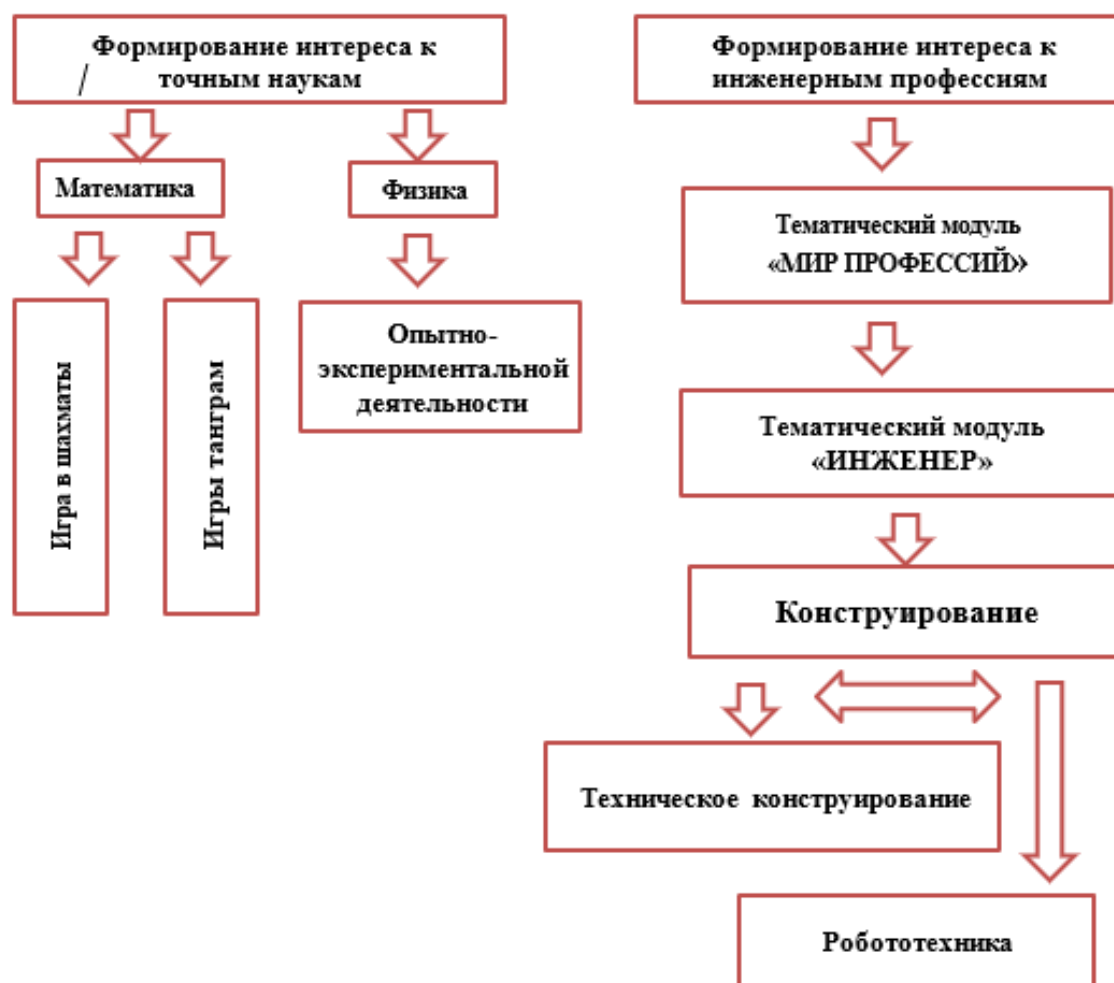 Формирование интереса к
/ точным наукам
Формирование интереса к
инженерным профессиям
Математика
Физика
Тематический модуль
«МИР ПРОФЕССИЙ»
Игра в шахматы
Игры танграм
Опытно-
экспериментальной
деятельности
Тематический модуль
«ИНЖЕНЕР»
Конструирование
Техническое конструирование
Робототехника